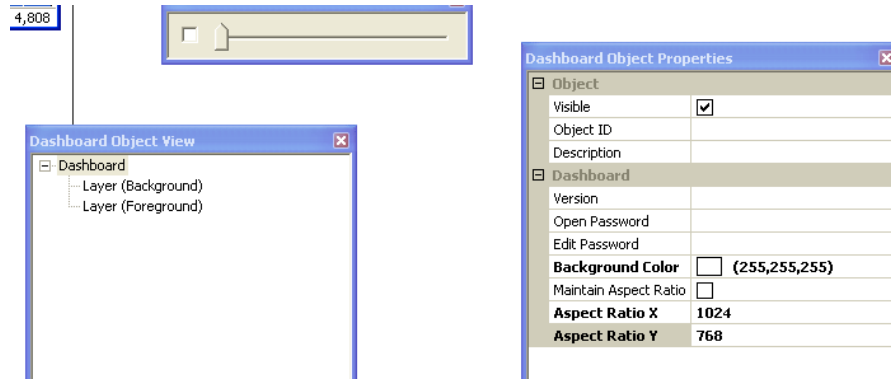 4,808
Dashboard Object View
Dashboard
Layer (Background)
Layer (Foreground)
Dashboard Object Properties
Object
Visible
Object ID
Description
Dashboard
Version
Open Password
Edit Password
Background Color (255,255,255)
Maintain Aspect Ratio
Aspect Ratio X 1024
Aspect Ratio Y 768